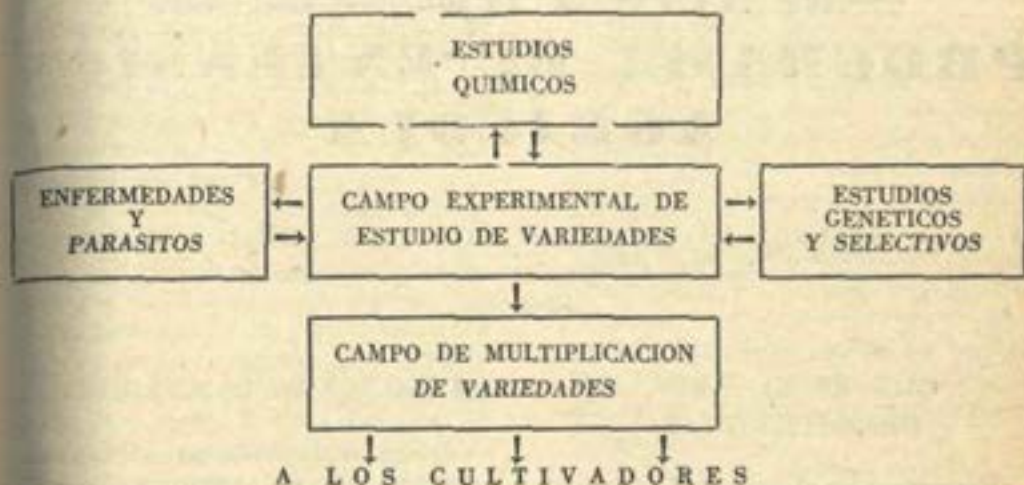 ESTUDIOS
QUIMICOS
ENFERMEDADES
Y
PARASITOS
CAMPO EXPERIMENTAL DE
ESTUDIO DE VARIEDADES
ESTUDIOS
GENETICOS
Y SELECTIVOS
CAMPO DE MULTIPLICACION
DE VARIEDADES
A LOS CULTIVADORES